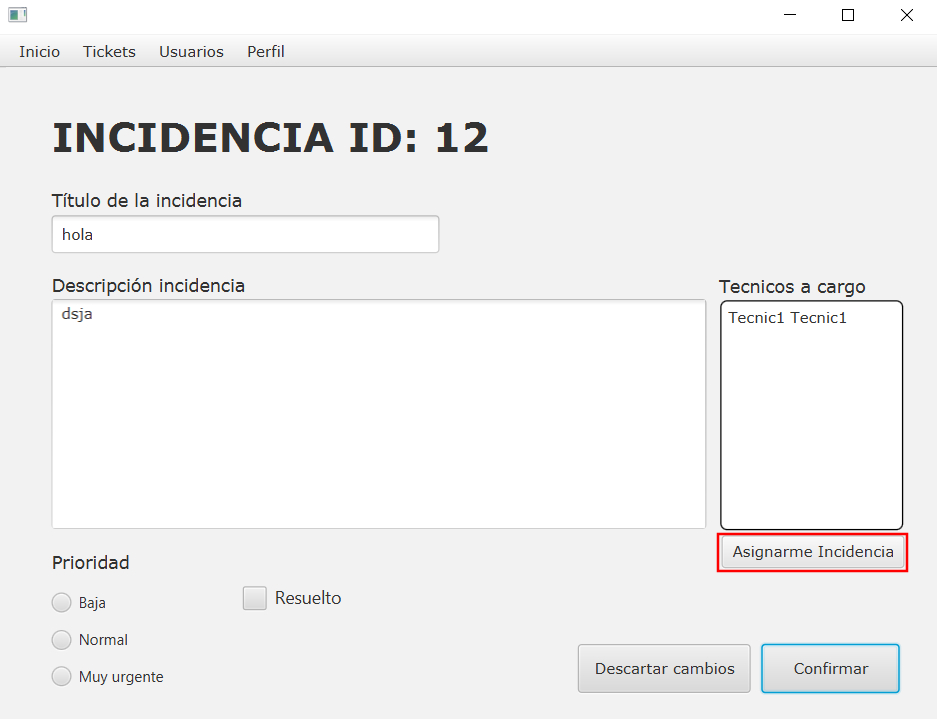 Inicio Tickets Usuarios Perfil
INCIDENCIA ID: 12
Título de la incidencia
hola
Descripción incidencia
dsja
Tecnicos a cargo
Tecnic1 Tecnic1
Asignarme Incidencia
Prioridad
Baja
Normal
Muy urgente
Resuelto
Descartar cambios
Confirmar